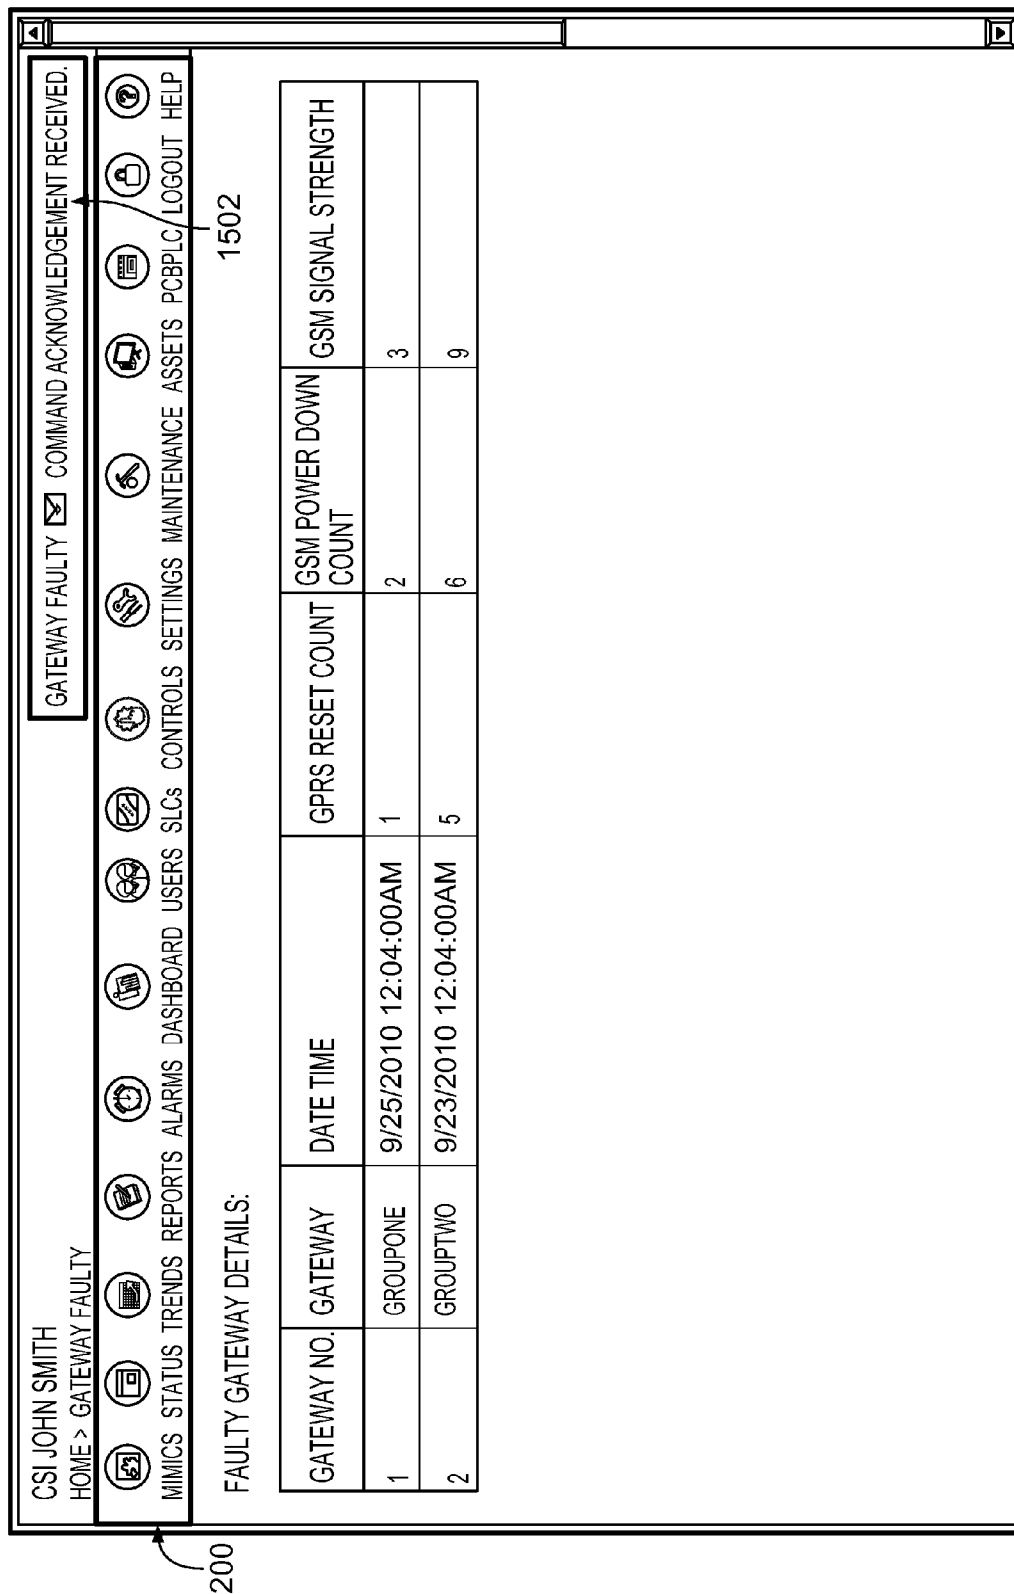 CSI JOHN SMITH
HOME > GATEWAY FAULTY
GATEWAY FAULTY COMMAND ACKNOWLEDGEMENT RECEIVED.
MIMICS STATUS TRENDS REPORTS ALARMS DASHBOARD USERS SLCs CONTROLS SETTINGS MAINTENANCE ASSETS PCBPLC LOGOUT HELP
200
1502
FAULTY GATEWAY DETAILS:
GATEWAY NO. GATEWAY DATE TIME GPRS RESET COUNT GSM POWER DOWN COUNT GSM SIGNAL STRENGTH
1 GROUPONE 9/25/2010 12:04:00AM 1 2 3
2 GROUPTWO 9/23/2010 12:04:00AM 5 6 9